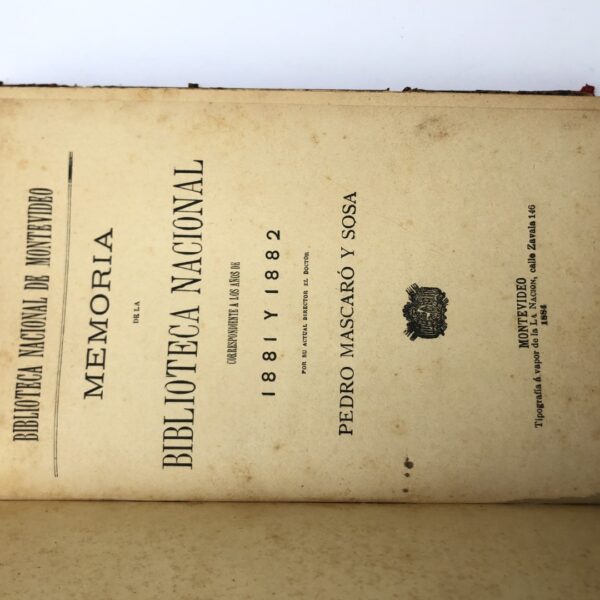 BIBLIOTECA NACIONAL DE MONTEVIDEO
MEMORIA
DE LA
BIBLIOTECA NACIONAL
CORRESPONDIENTE A LOS AÑOS DE
1881 Y 1882
POR SU ACTUAL DIRECTOR EL DOCTOR
PEDRO MASCARÓ Y SOSA
MONTEVIDEO
Tipografía á vapor de la LA NACION, calle Zavala 146
1884